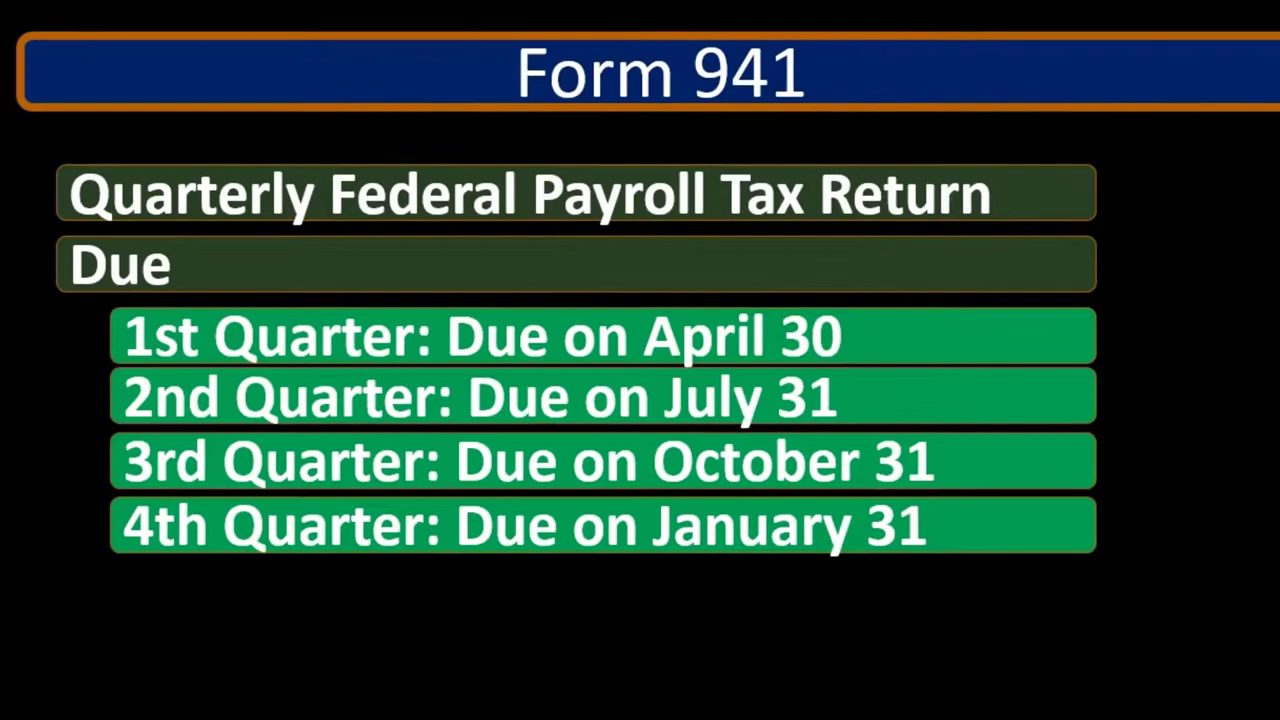 Form 941
Quarterly Federal Payroll Tax Return
Due
1st Quarter: Due on April 30
2nd Quarter: Due on July 31
3rd Quarter: Due on October 31
4th Quarter: Due on January 31